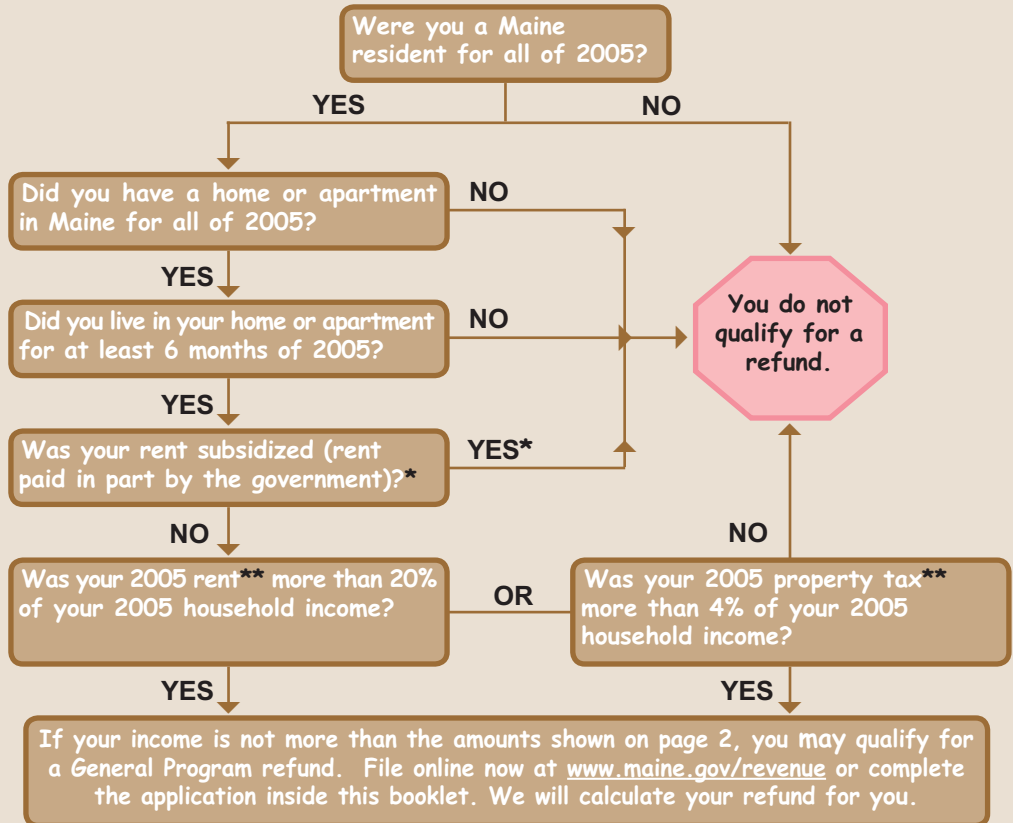 Were you a Maine
resident for all of 2005?
YES
NO
Did you have a home or apartment
in Maine for all of 2005?
NO
YES
Did you live in your home or apartment
for at least 6 months of 2005?
NO
You do not
qualify for a
refund.
YES
Was your rent subsidized (rent
paid in part by the government)?*
YES*
NO
NO
Was your 2005 rent** more than 20%
of your 2005 household income?
OR
Was your 2005 property tax**
more than 4% of your 2005
household income?
YES
YES
If your income is not more than the amounts shown on page 2, you may qualify for
a General Program refund. File online now at www.maine.gov/revenue or complete
the application inside this booklet. We will calculate your refund for you.